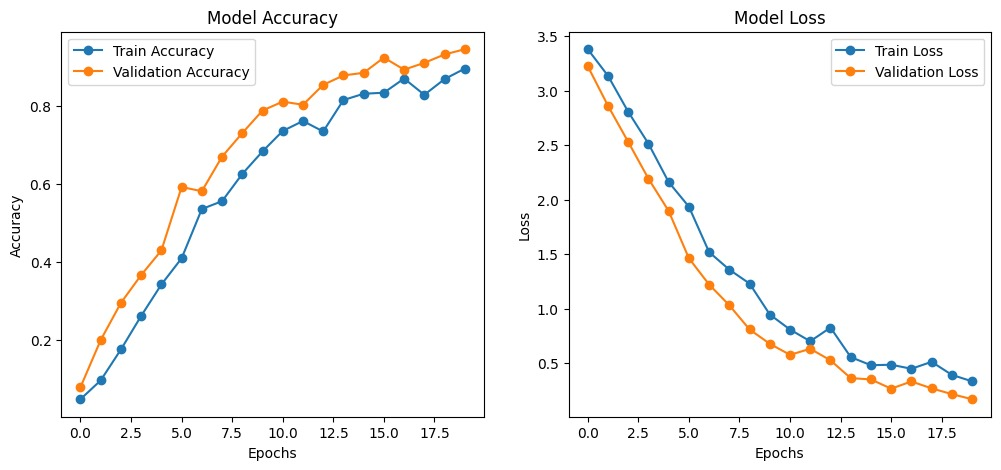 Model Accuracy
Train Accuracy
Validation Accuracy
0.8
0.6
0.4
0.2
Accuracy
0.0 2.5 5.0 7.5 10.0 12.5 15.0 17.5
Epochs
Model Loss
Train Loss
Validation Loss
3.5
3.0
2.5
2.0
1.5
1.0
0.5
Loss
0.0 2.5 5.0 7.5 10.0 12.5 15.0 17.5
Epochs